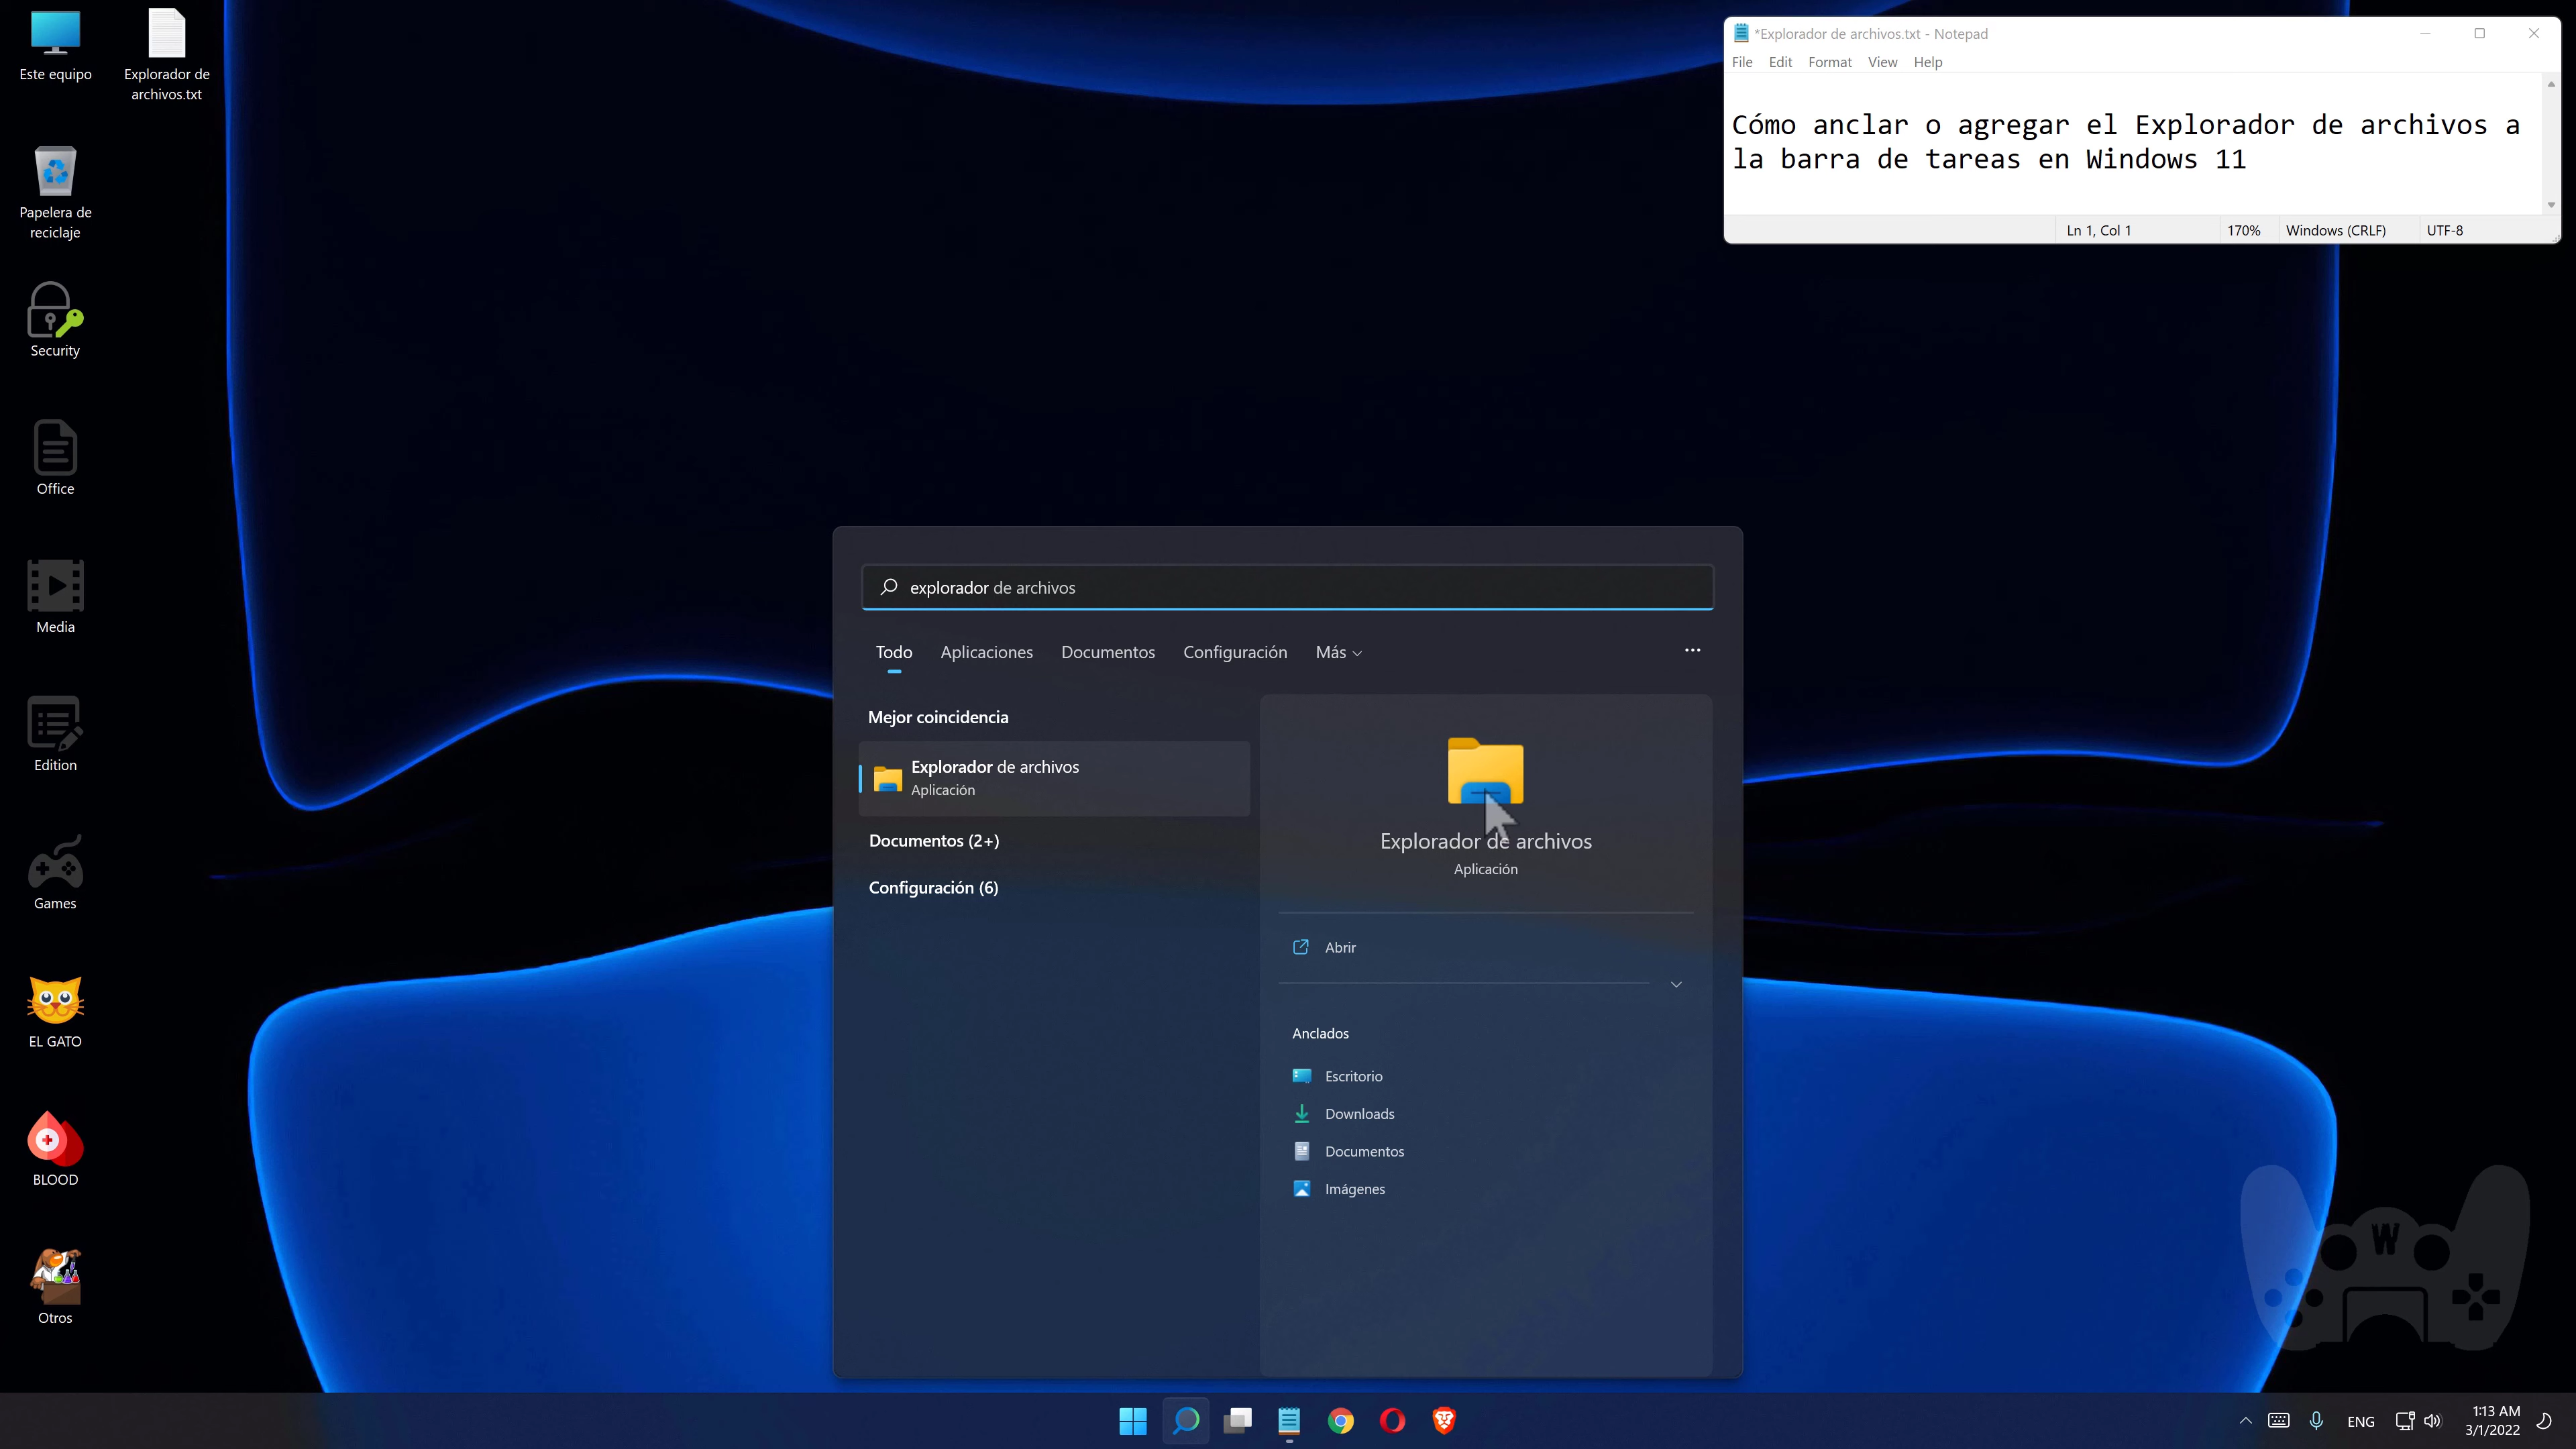 Este equipo
Explorador de
archivos.txt
Papelera de
reciclaje
Security
Office
Media
Edition
Games
EL GATO
BLOOD
Otros
*Explorador de archivos.txt - Notepad
File Edit Format View Help
Cómo anclar o agregar el Explorador de archivos a
la barra de tareas en Windows 11
Ln 1, Col 1 170% Windows (CRLF) UTF-8
explorador de archivos
Todo Aplicaciones Documentos Configuración Más
Mejor coincidencia
Explorador de archivos
Aplicación
Documentos (2+)
Configuración (6)
Explorador de archivos
Aplicación
Abrir
Anclados
Escritorio
Downloads
Documentos
Imágenes
W
ENG
1:13 AM
3/1/2022